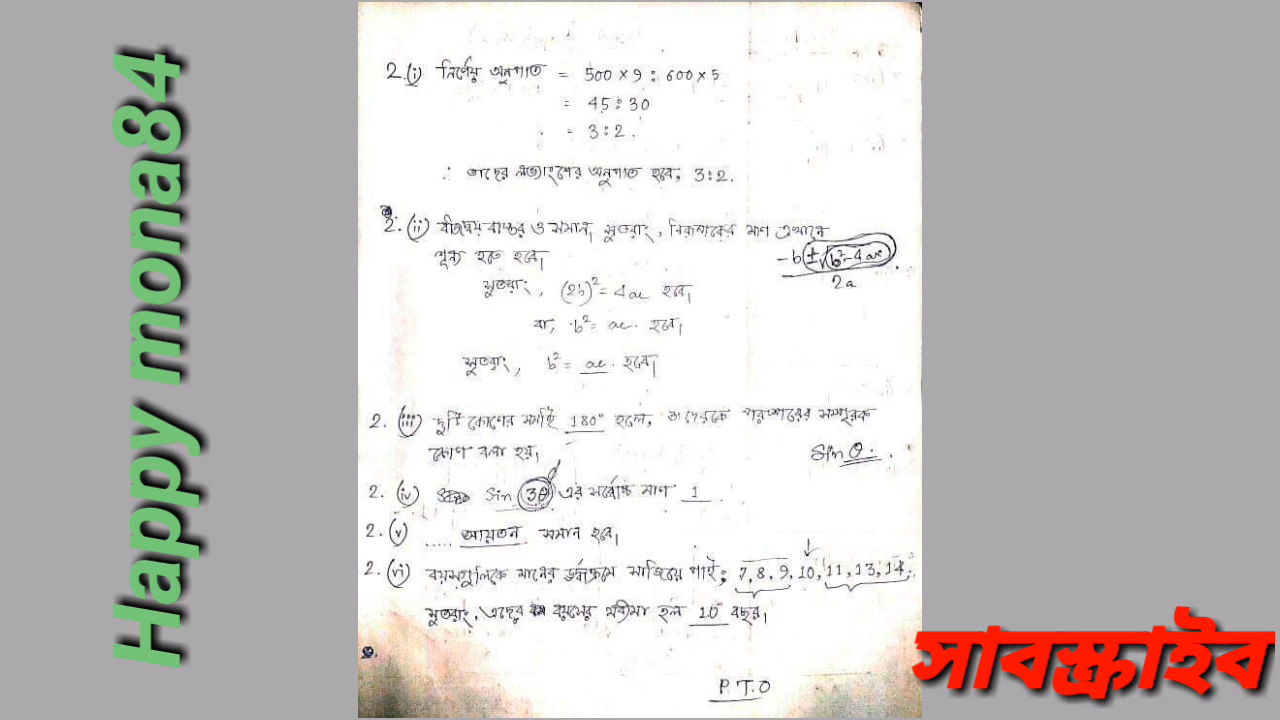 Happy mona84
2.(i) নির্ণেয় অনুপাত = 500 × 9 : 600 × 5
= 45 : 30
= 3 : 2.
∴ তাদের লভ্যাংশের অনুপাত হবে, 3 : 2.
2. (ii) বীজদ্বয় বাস্তব ও সমান, সুতরাং, নিরূপকের মান এখানে
শূন্য হতে হবে।
-b ± √b²-4ac
2a
সুতরাং, (2b)² = 4ac হবে।
বা, b² = ac. হবে।
সুতরাং, b² = ac. হবে।
2. (iii) দুটি কোণের সমষ্টি 180° হলে, তাদেরকে পরস্পরের সম্পূরক
কোণ বলা হয়।
Sin θ.
2. (iv) Sin 3θ এর সর্বোচ্চ মাণ 1.
2. (v) ..... আয়তন সমান হবে।
2. (vi) বয়সগুলিকে মানের উর্দ্ধক্রমে সাজিয়ে পাই; 7, 8, 9, 10, 11, 13, 14.
সুতরাং, এদের বয়সের মধ্যমা হল 10 বছর।
P.T.O
সাবস্ক্রাইব